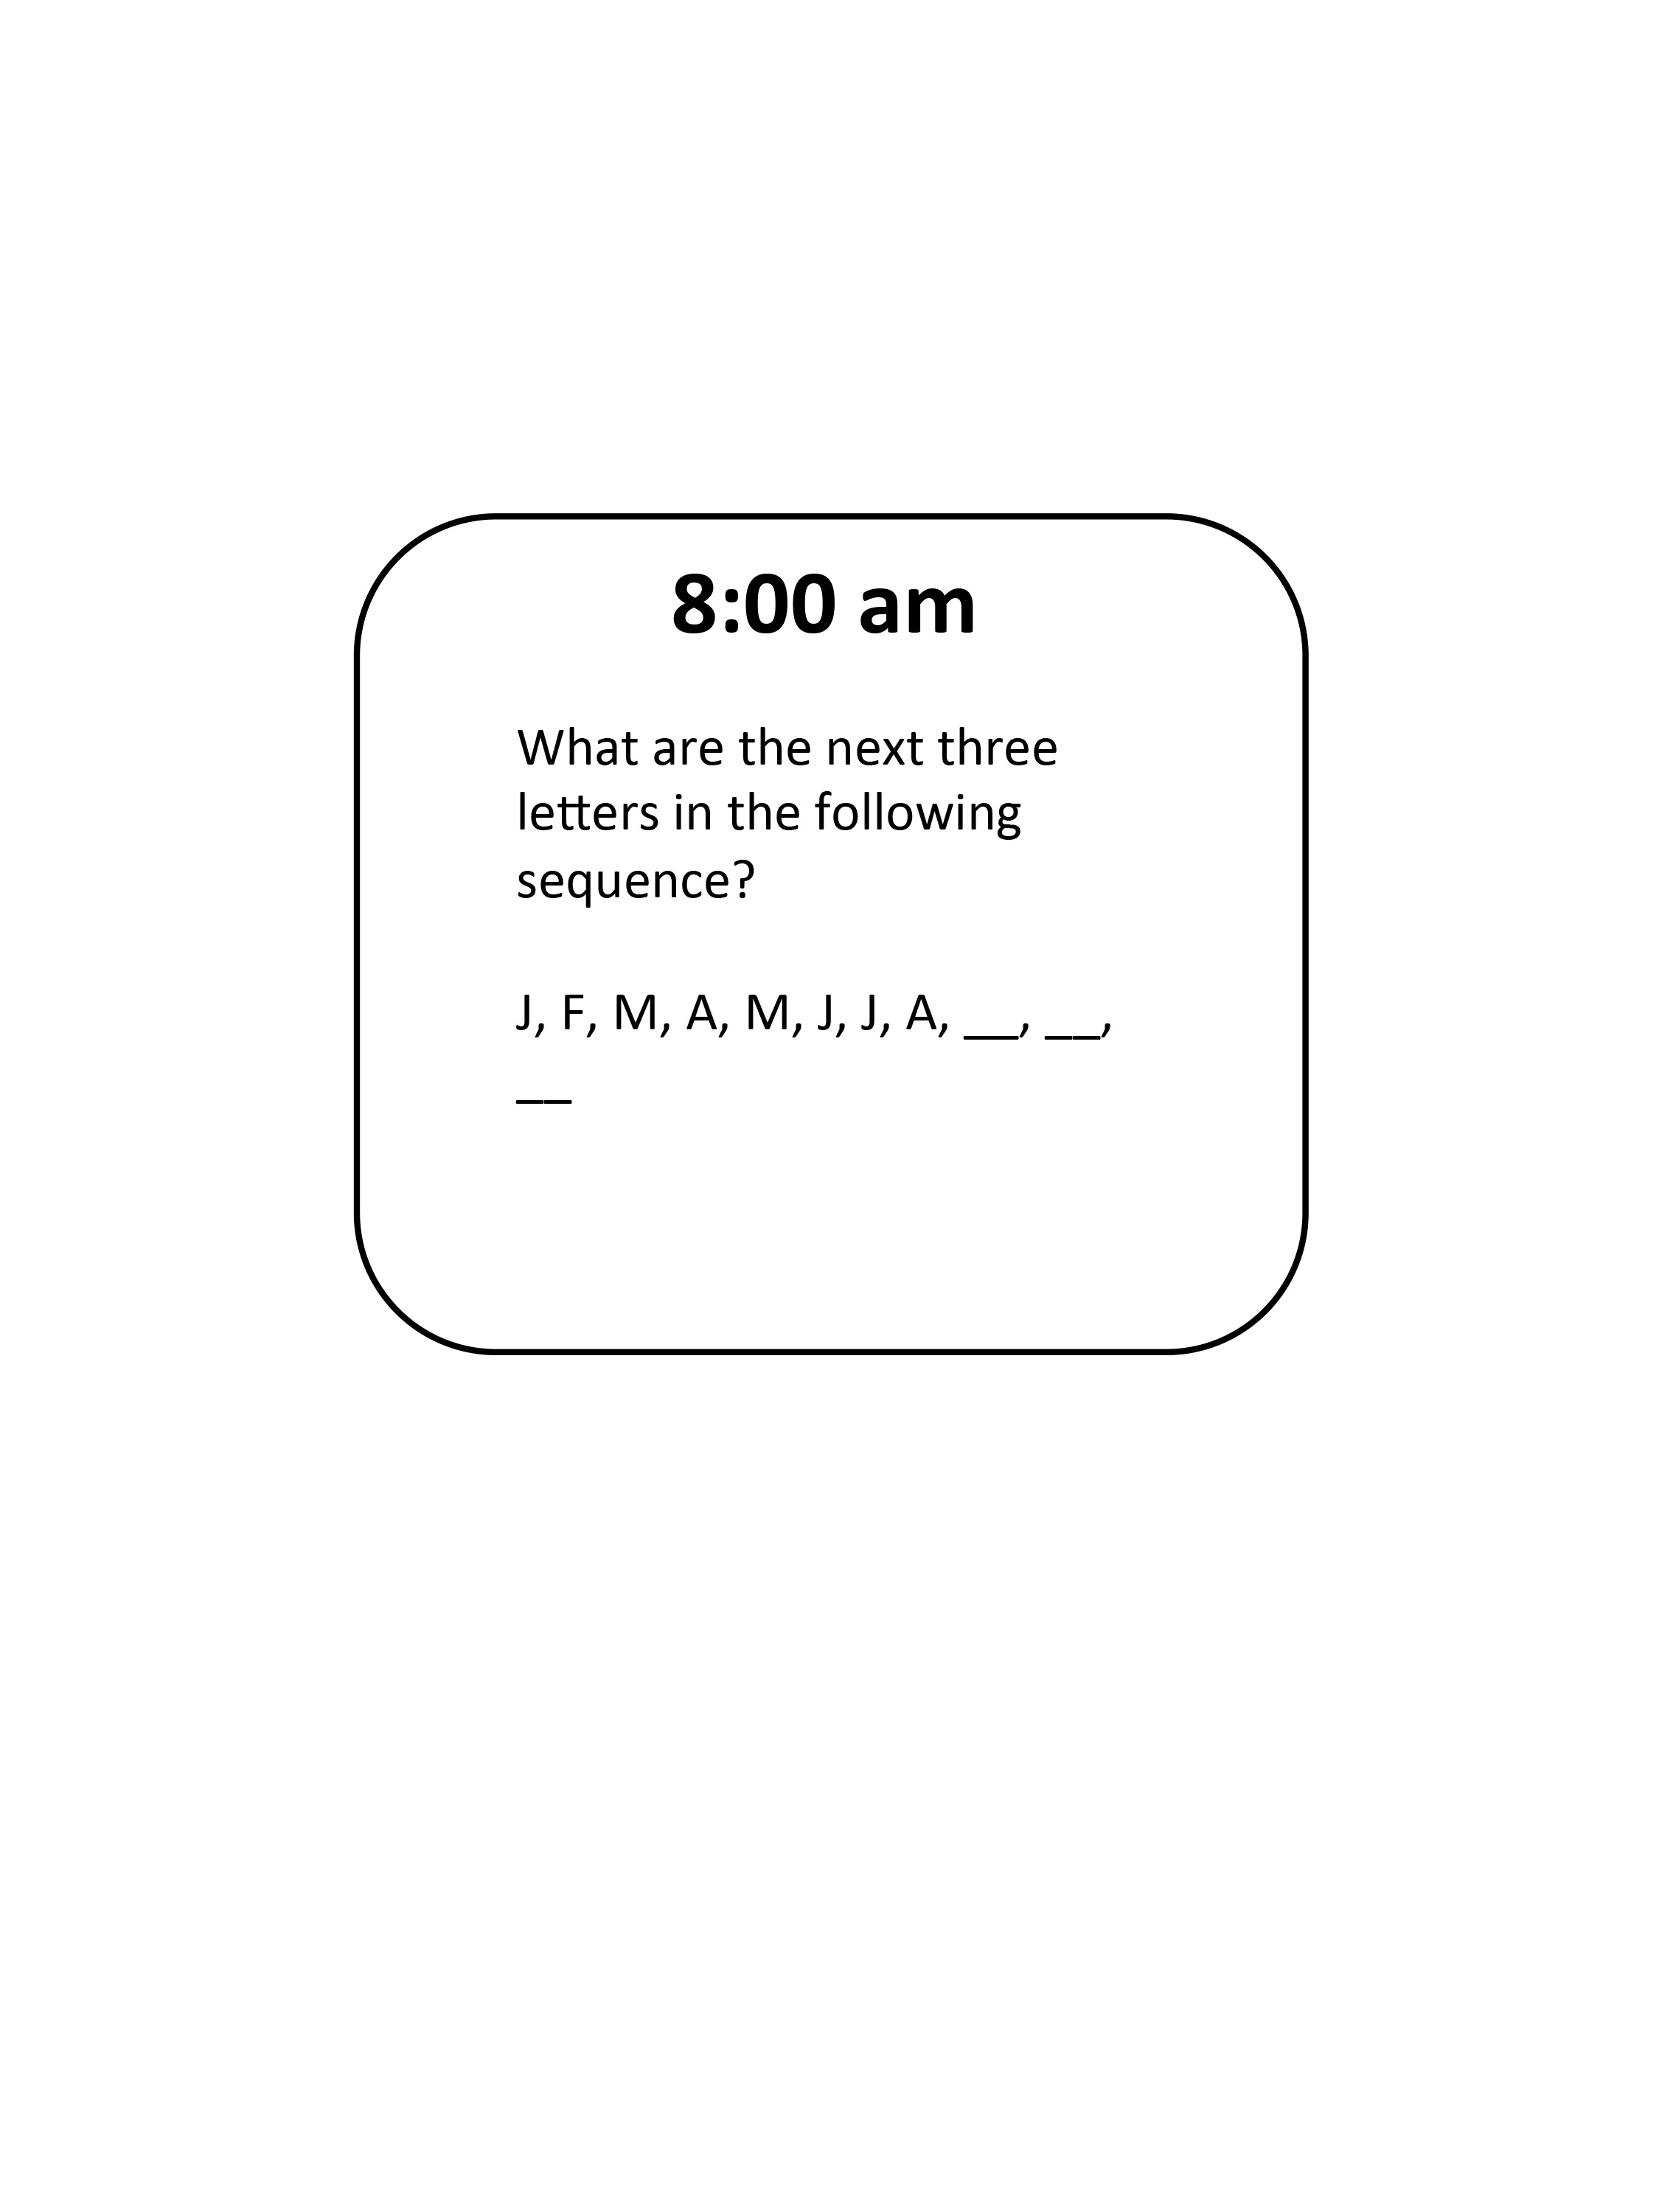 8:00 am
What are the next three
letters in the following
sequence?
J, F, M, A, M, J, J, A, __, __,
__